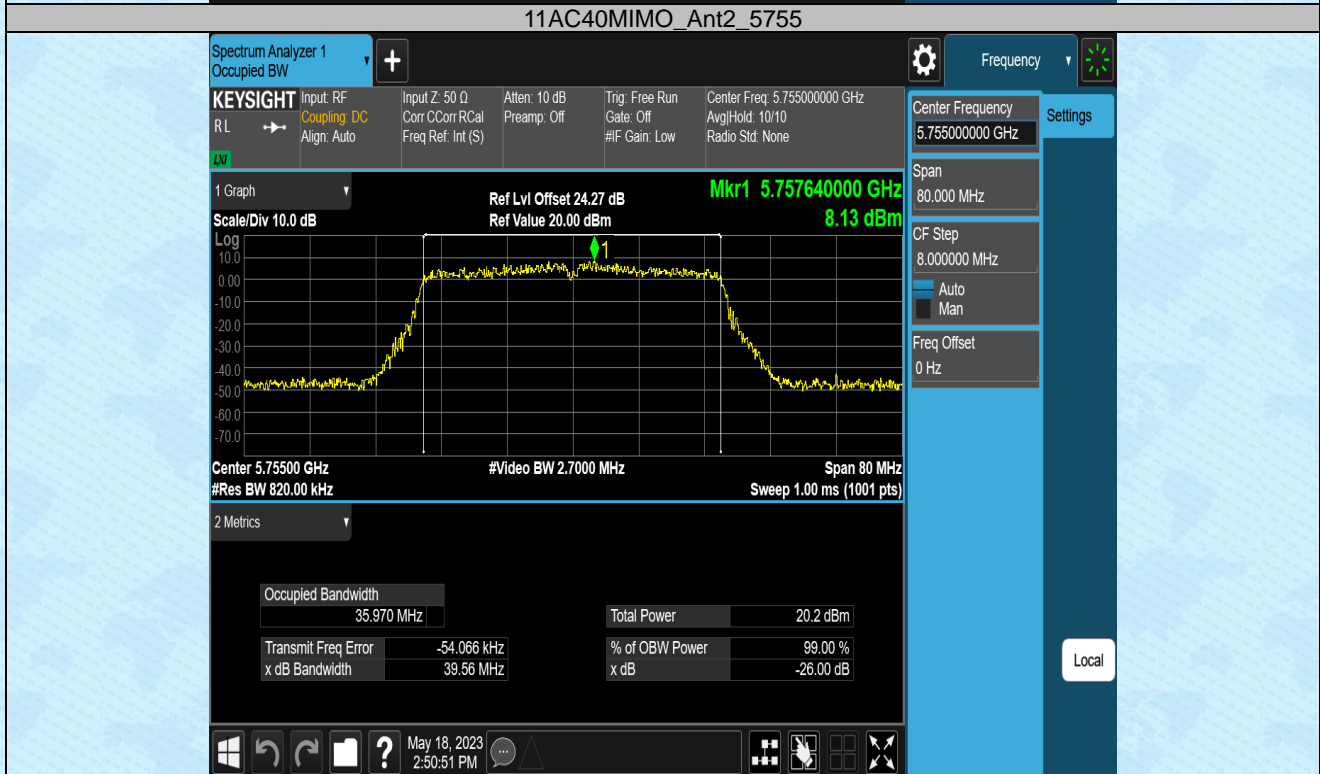 11AC40MIMO_Ant2_5755
Spectrum Analyzer 1
Occupied BW
+
Frequency
KEYSIGHT
R L
LXI
Input: RF
Coupling: DC
Align: Auto
Input Z: 50 Ω
Corr CCorr RCal
Freq Ref: Int (S)
Atten: 10 dB
Preamp: Off
Trig: Free Run
Gate: Off
#IF Gain: Low
Center Freq: 5.755000000 GHz
Avg|Hold: 10/10
Radio Std: None
Center Frequency
5.755000000 GHz
Settings
Span
80.000 MHz
CF Step
8.000000 MHz
Auto
Man
Freq Offset
0 Hz
1 Graph
Scale/Div 10.0 dB
Ref Lvl Offset 24.27 dB
Ref Value 20.00 dBm
Mkr1 5.757640000 GHz
8.13 dBm
Log
1
10.0
0.00
-10.0
-20.0
-30.0
-40.0
-50.0
-60.0
-70.0
Center 5.75500 GHz
#Video BW 2.7000 MHz
Span 80 MHz
#Res BW 820.00 kHz
Sweep 1.00 ms (1001 pts)
2 Metrics
Occupied Bandwidth
35.970 MHz
Total Power 20.2 dBm
Transmit Freq Error -54.066 kHz
% of OBW Power 99.00 %
x dB Bandwidth 39.56 MHz
x dB -26.00 dB
Local
?
May 18, 2023
2:50:51 PM